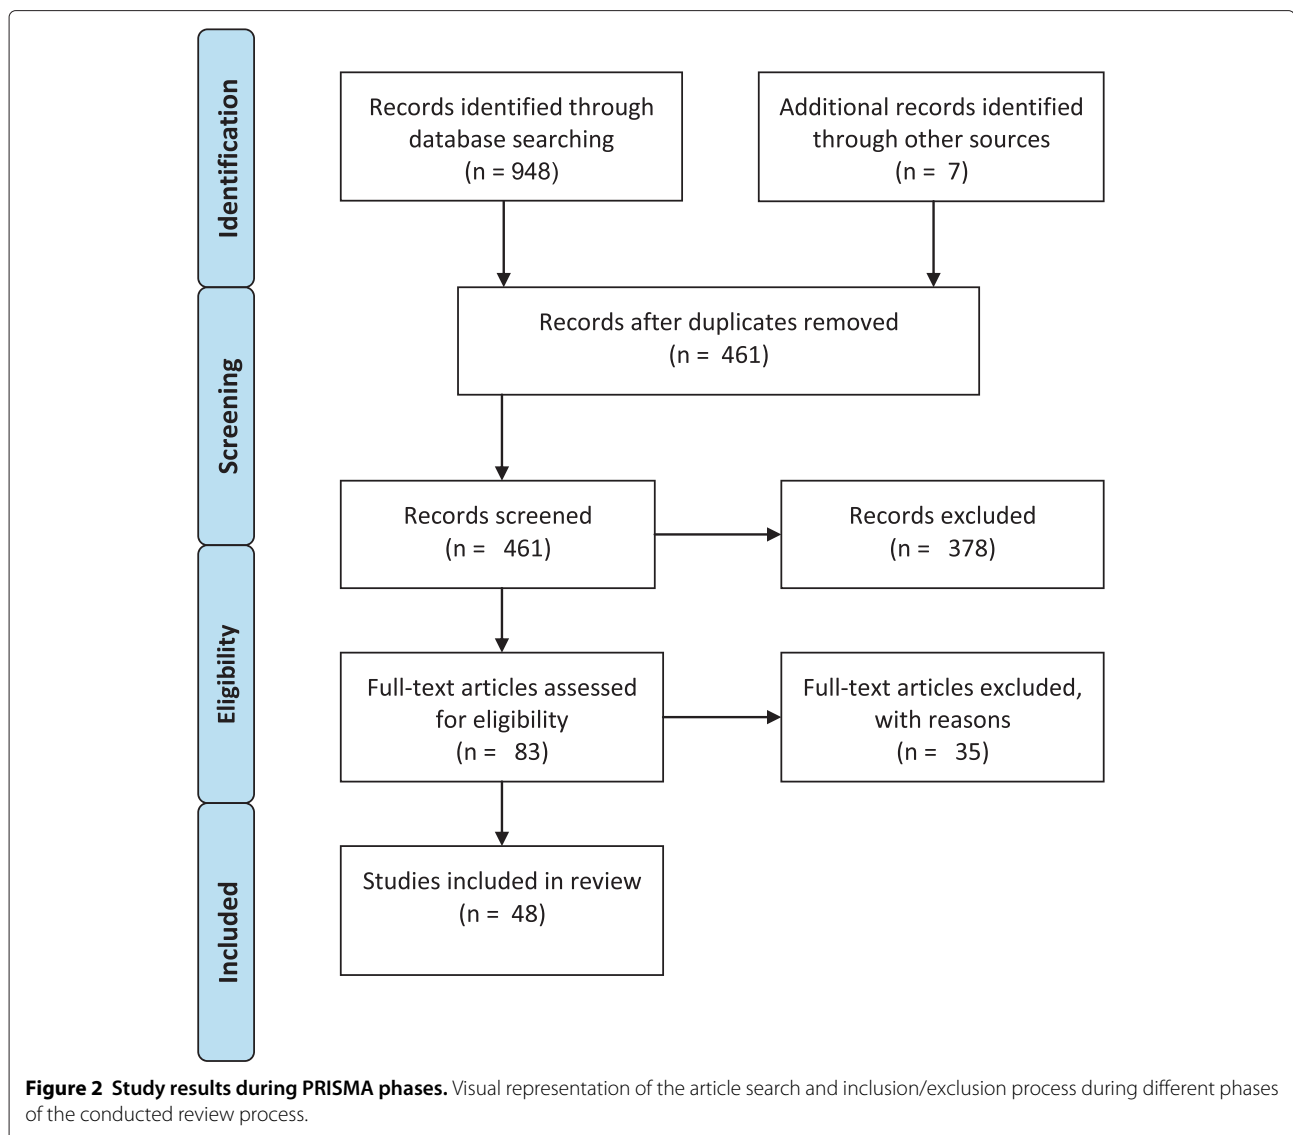 Identification
Records identified through
database searching
(n = 948)
Additional records identified
through other sources
(n = 7)
Screening
Records after duplicates removed
(n = 461)
Records screened
(n = 461)
Records excluded
(n = 378)
Eligibility
Full-text articles assessed
for eligibility
(n = 83)
Full-text articles excluded,
with reasons
(n = 35)
Included
Studies included in review
(n = 48)
Figure 2 Study results during PRISMA phases. Visual representation of the article search and inclusion/exclusion process during different phases
of the conducted review process.